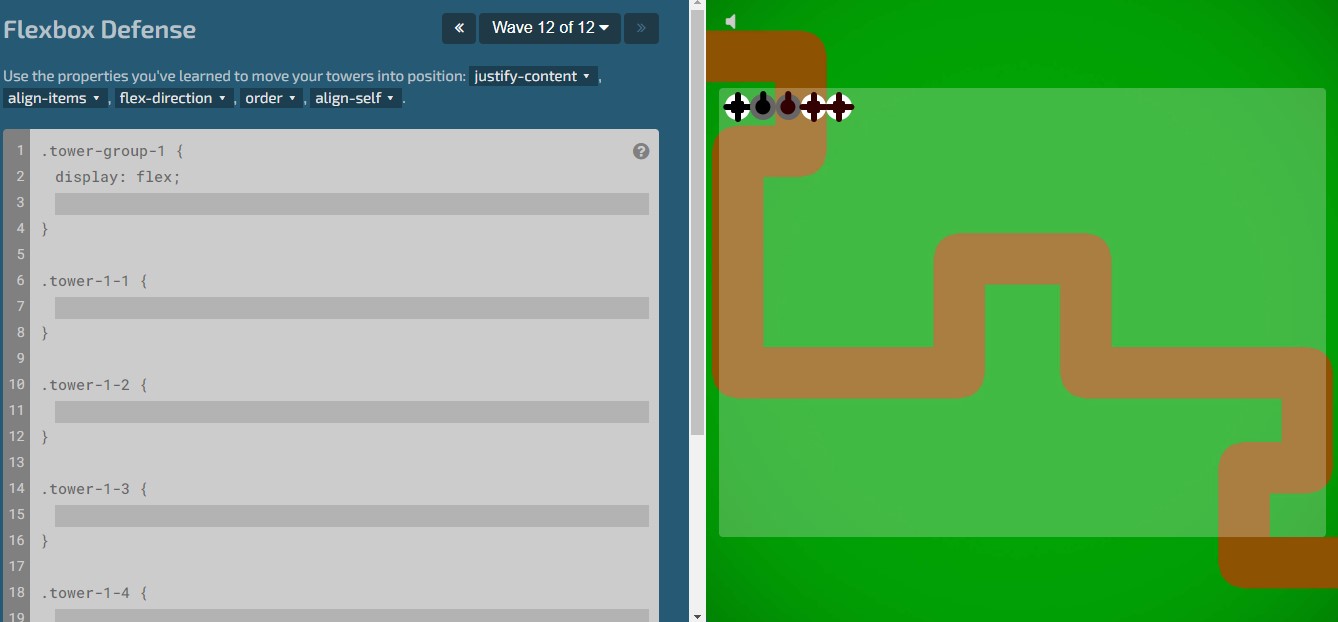 Flexbox Defense
« Wave 12 of 12 »
Use the properties you've learned to move your towers into position: justify-content ▾ ,
align-items ▾ , flex-direction ▾ , order ▾ , align-self ▾ .
1 .tower-group-1 { ?
2 display: flex;
3
4 }
5
6 .tower-1-1 {
7
8 }
9
10 .tower-1-2 {
11
12 }
13
14 .tower-1-3 {
15
16 }
17
18 .tower-1-4 {
19